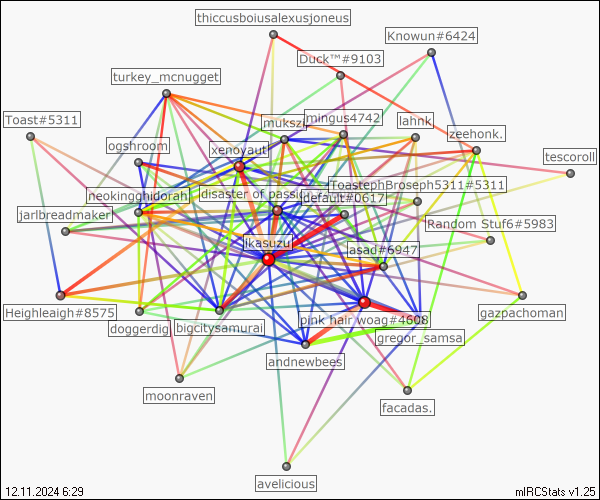 thiccusboiusalexusjoneus
Knowun#6424
Duck™#9103
turkey_mcnugget
Toast#5311
mukszi
mingus4742
lahnk
zeehonk.
ogshroom
xenoyaut
tescoroll
neokingghidorah
disaster of passion
ToastephBroseph5311#5311
default#0617
jarlbreadmaker
Random Stuf6#5983
ikasuzu
asad#6947
Heighleaigh#8575
doggerdig
bigcitysamurai
pink hair woag#4608
gazpachoman
gregor_samsa
andnewbees
moonraven
facadas.
avelicious
12.11.2024 6:29
mIRCStats v1.25